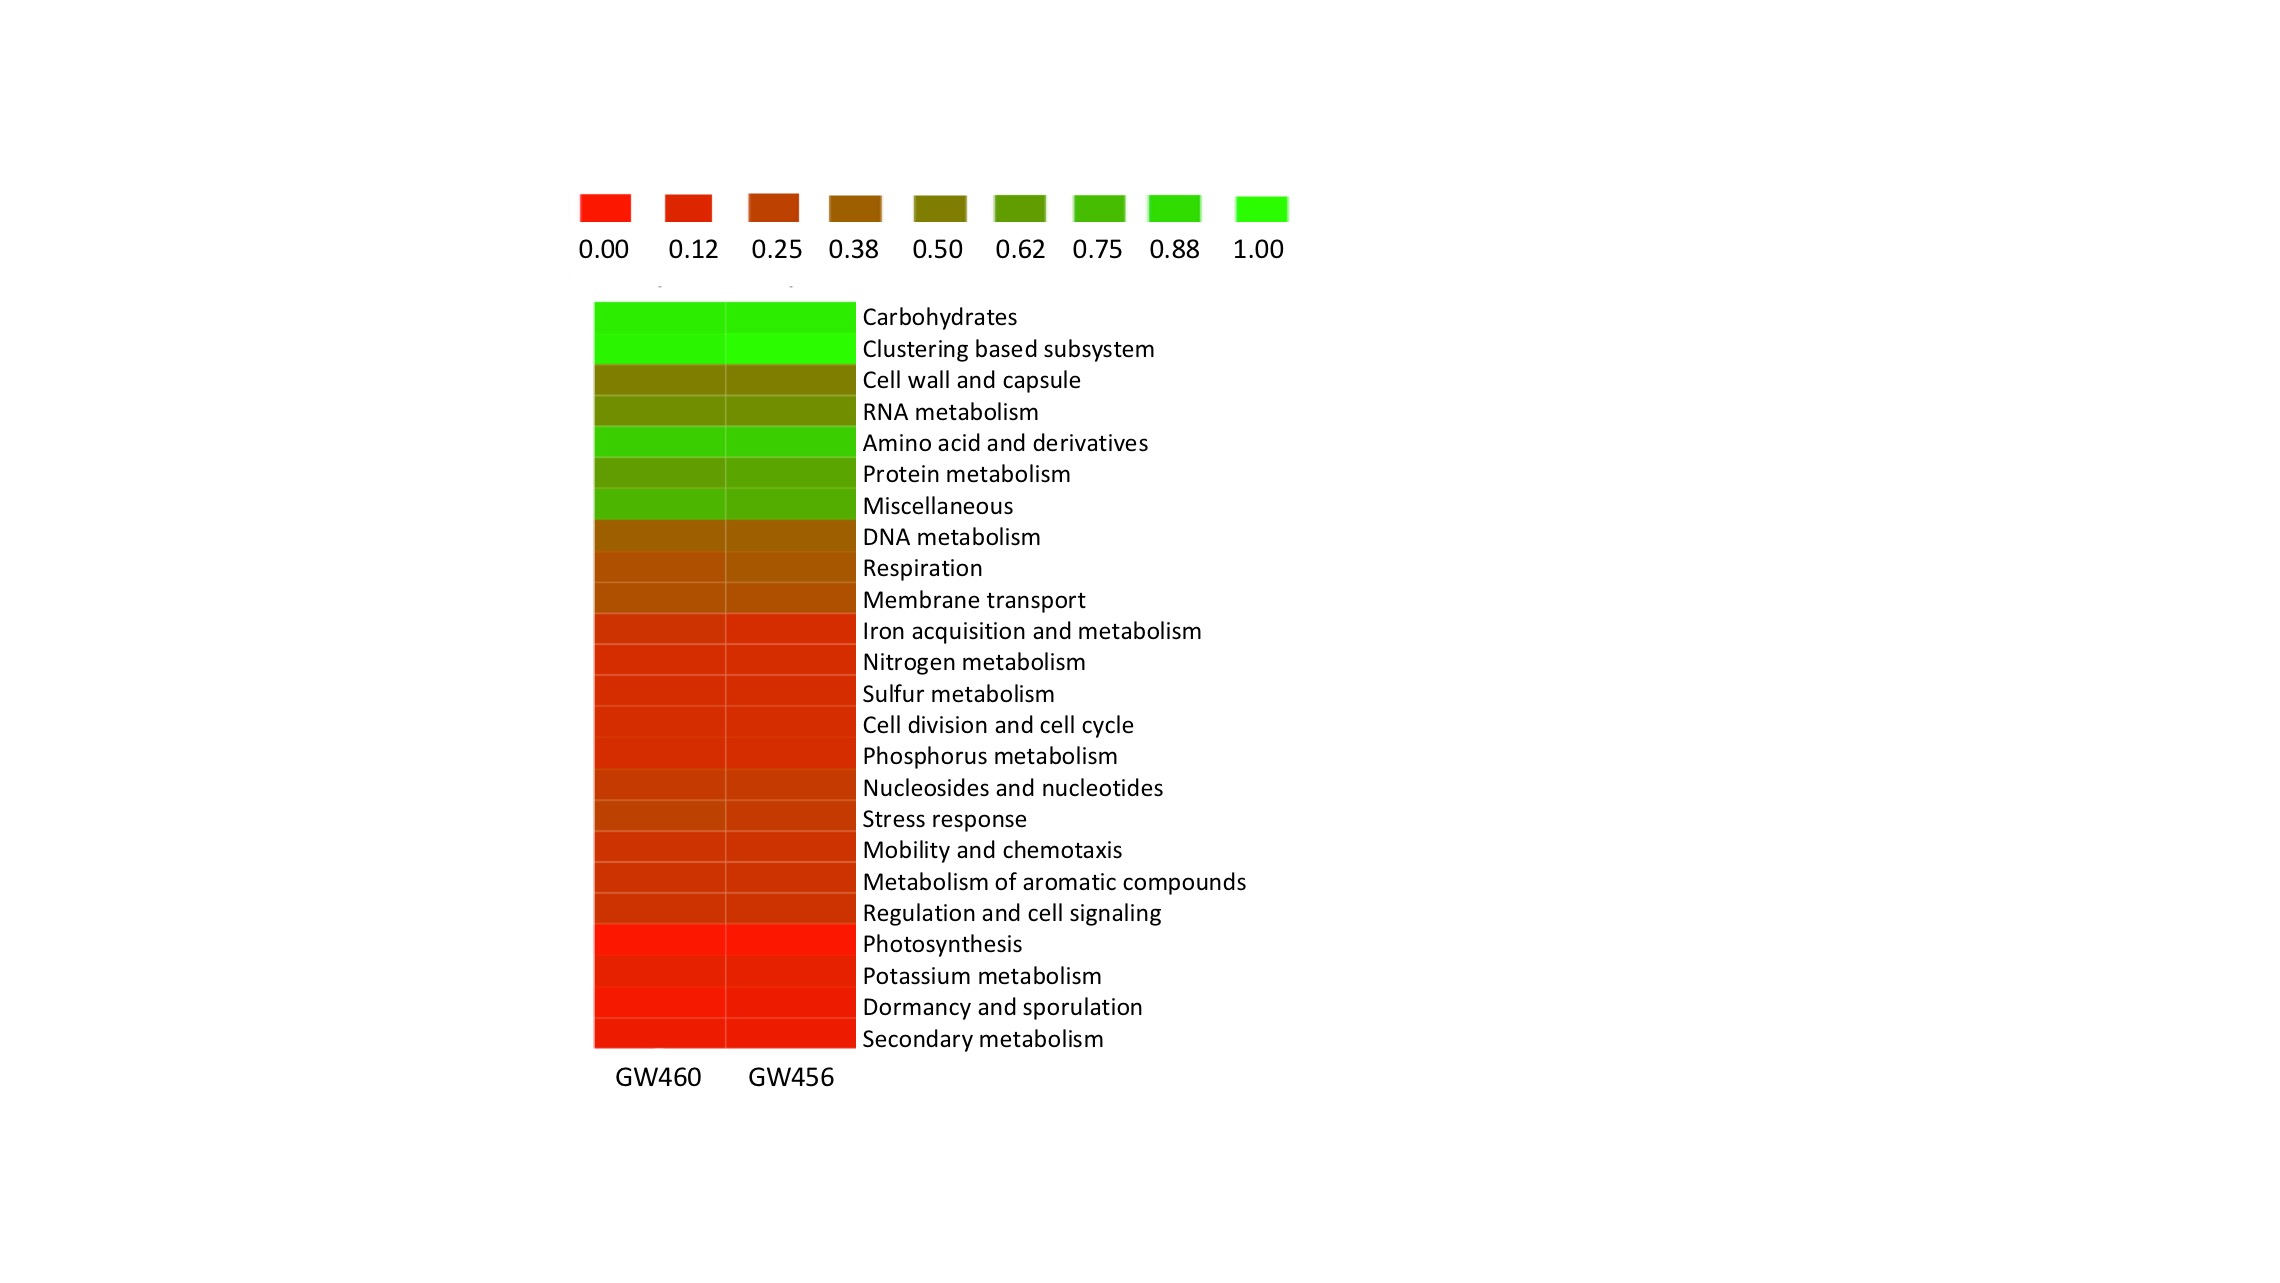 0.00 0.12 0.25 0.38 0.50 0.62 0.75 0.88 1.00
Carbohydrates
Clustering based subsystem
Cell wall and capsule
RNA metabolism
Amino acid and derivatives
Protein metabolism
Miscellaneous
DNA metabolism
Respiration
Membrane transport
Iron acquisition and metabolism
Nitrogen metabolism
Sulfur metabolism
Cell division and cell cycle
Phosphorus metabolism
Nucleosides and nucleotides
Stress response
Mobility and chemotaxis
Metabolism of aromatic compounds
Regulation and cell signaling
Photosynthesis
Potassium metabolism
Dormancy and sporulation
Secondary metabolism
GW460 GW456